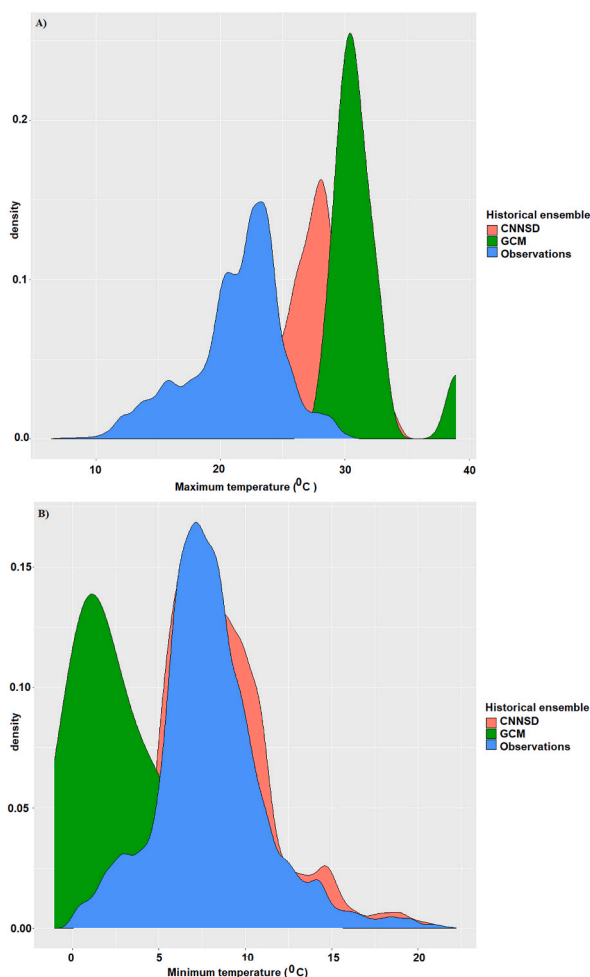 A)
0.2
0.1
0.0
density
10 20 30 40
Maximum temperature (⁰C )
Historical ensemble
CNNSD
GCM
Observations
B)
0.15
0.10
0.05
0.00
density
0 5 10 15 20
Minimum temperature (⁰C )
Historical ensemble
CNNSD
GCM
Observations